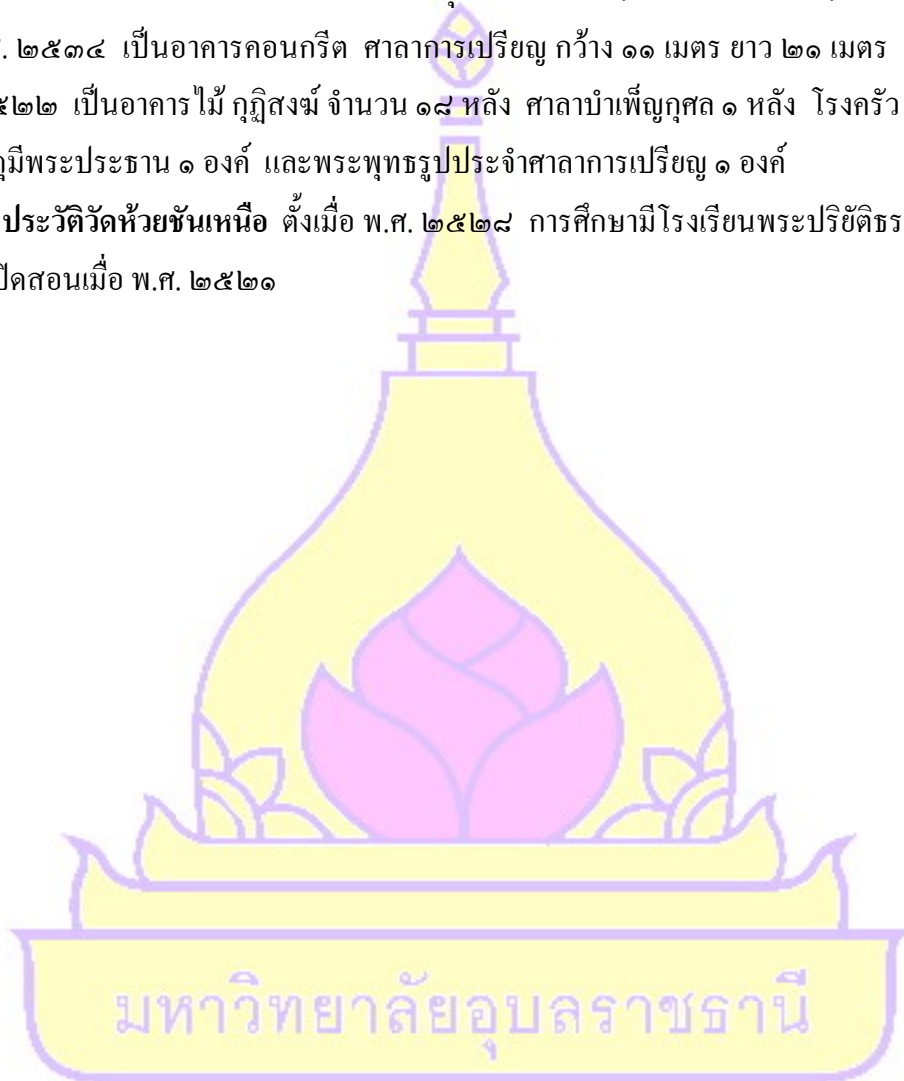 . ๒๕๓๔ เป็นอาคารคอนกรีต ศาลาการเปรียญ กว้าง ๑๑ เมตร ยาว ๒๑ เมตร
๕๒๒ เป็นอาคารไม้ กุฏิสงฆ์ จำนวน ๑๘ หลัง ศาลาบำเพ็ญกุศล ๑ หลัง โรงครัว
มีพระประธาน ๑ องค์ และพระพุทธรูปประจำศาลาการเปรียญ ๑ องค์
ประวัติวัดห้วยชันเหนือ ตั้งเมื่อ พ.ศ. ๒๕๒๘ การศึกษามีโรงเรียนพระปริยัติธร
ปิดสอนเมื่อ พ.ศ. ๒๕๒๑
มหาวิทยาลัยอุบลราชธานี